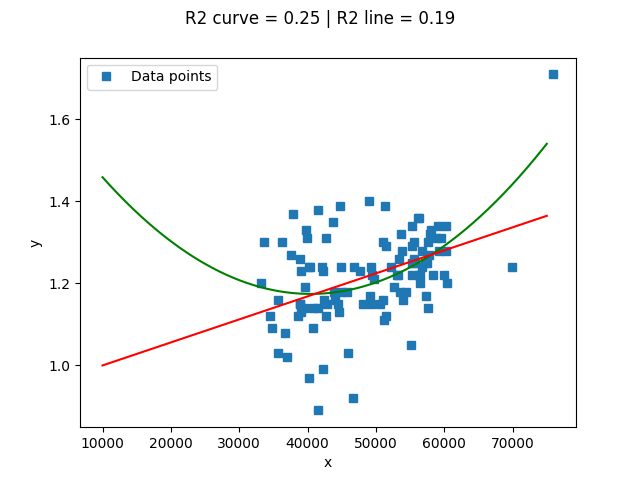 R2 curve = 0.25 | R2 line = 0.19
Data points
y
1.6
1.4
1.2
1.0
10000 20000 30000 40000 50000 60000 70000
x